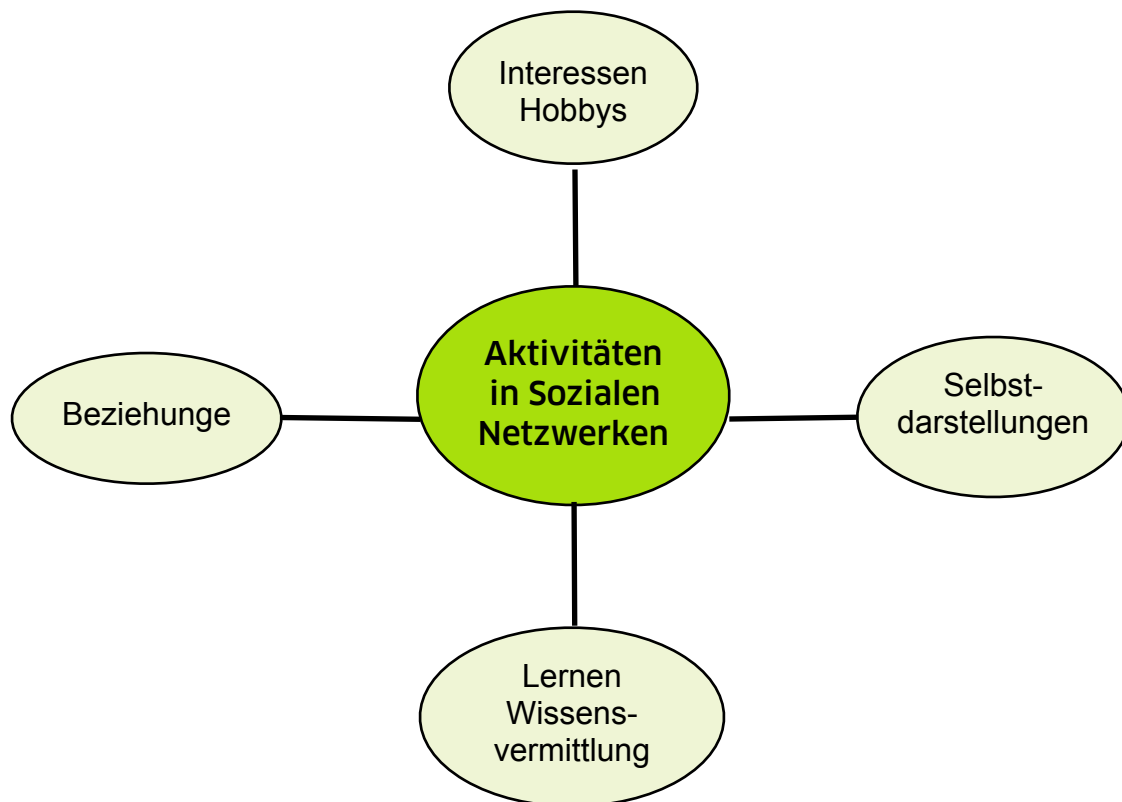 Interessen
Hobbys
Aktivitäten
in Sozialen
Netzwerken
Beziehunge
Selbst-
darstellungen
Lernen
Wissens-
vermittlung